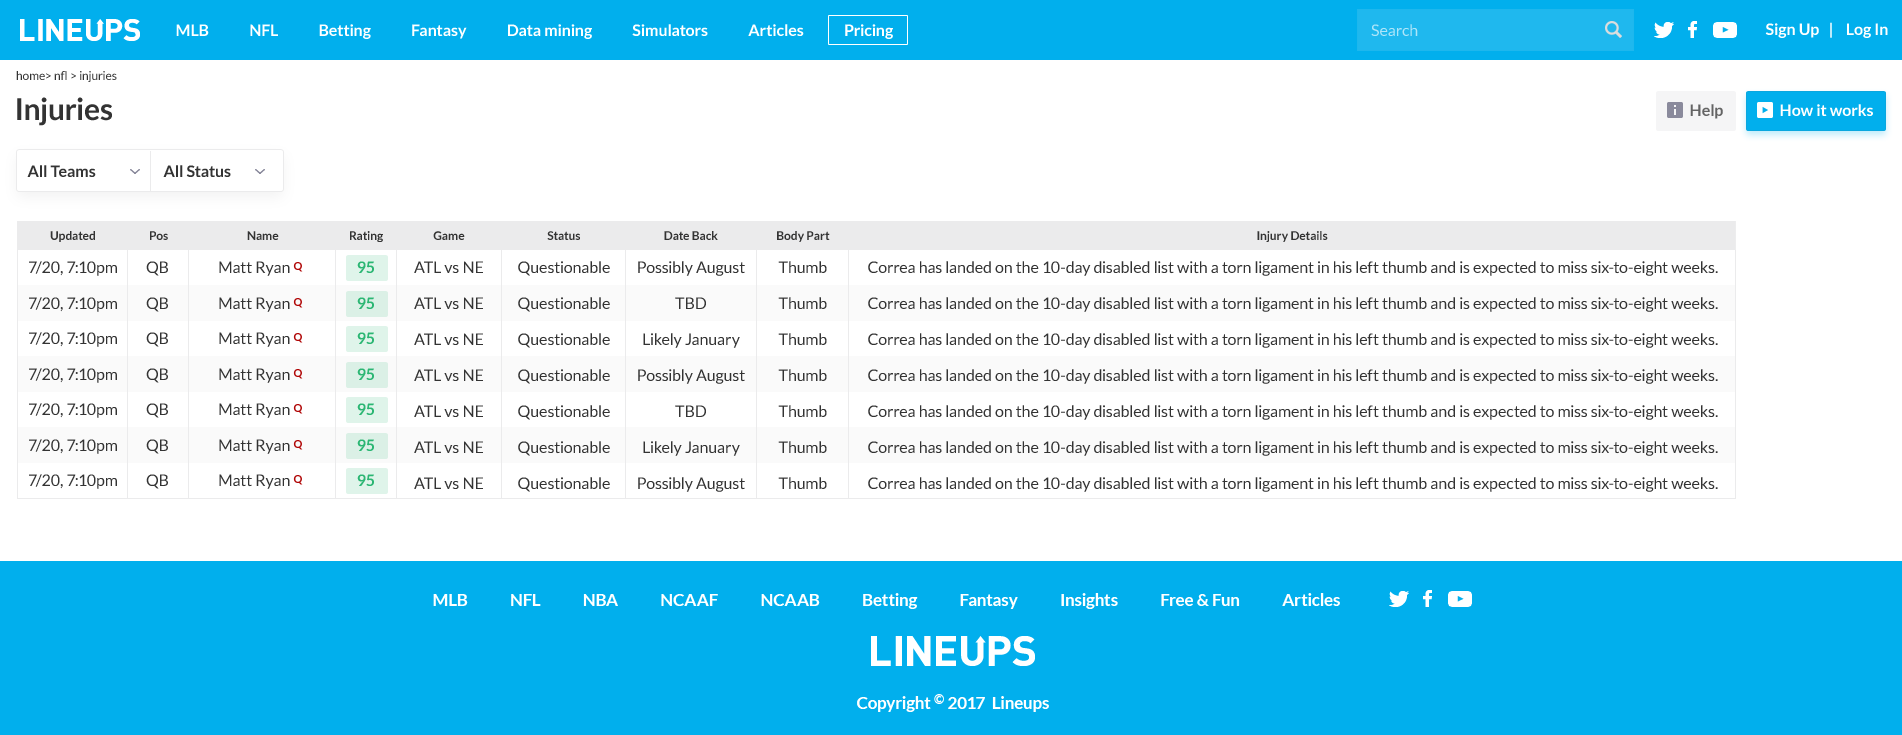 LINEUPS MLB NFL Betting Fantasy Data mining Simulators Articles Pricing Search Sign Up | Log In
home> nfl > injuries
Injuries Help How it works
All Teams All Status
Updated Pos Name Rating Game Status Date Back Body Part Injury Details
7/20, 7:10pm QB Matt Ryan Q 95 ATL vs NE Questionable Possibly August Thumb Correa has landed on the 10-day disabled list with a torn ligament in his left thumb and is expected to miss six-to-eight weeks.
7/20, 7:10pm QB Matt Ryan Q 95 ATL vs NE Questionable TBD Thumb Correa has landed on the 10-day disabled list with a torn ligament in his left thumb and is expected to miss six-to-eight weeks.
7/20, 7:10pm QB Matt Ryan Q 95 ATL vs NE Questionable Likely January Thumb Correa has landed on the 10-day disabled list with a torn ligament in his left thumb and is expected to miss six-to-eight weeks.
7/20, 7:10pm QB Matt Ryan Q 95 ATL vs NE Questionable Possibly August Thumb Correa has landed on the 10-day disabled list with a torn ligament in his left thumb and is expected to miss six-to-eight weeks.
7/20, 7:10pm QB Matt Ryan Q 95 ATL vs NE Questionable TBD Thumb Correa has landed on the 10-day disabled list with a torn ligament in his left thumb and is expected to miss six-to-eight weeks.
7/20, 7:10pm QB Matt Ryan Q 95 ATL vs NE Questionable Likely January Thumb Correa has landed on the 10-day disabled list with a torn ligament in his left thumb and is expected to miss six-to-eight weeks.
7/20, 7:10pm QB Matt Ryan Q 95 ATL vs NE Questionable Possibly August Thumb Correa has landed on the 10-day disabled list with a torn ligament in his left thumb and is expected to miss six-to-eight weeks.
MLB NFL NBA NCAAF NCAAB Betting Fantasy Insights Free & Fun Articles
LINEUPS
Copyright © 2017 Lineups